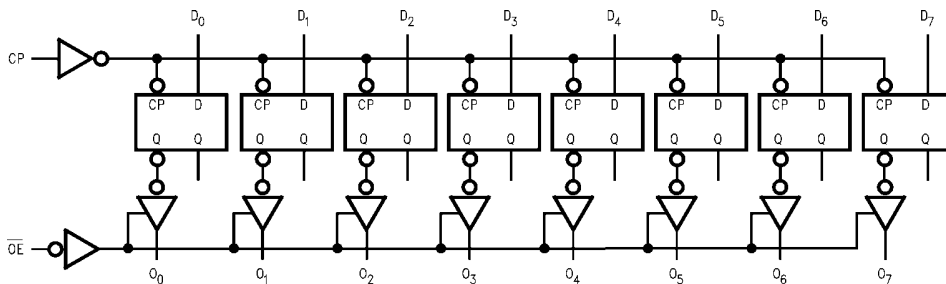 D0 D1 D2 D3 D4 D5 D6 D7
CP
CP D CP D CP D CP D CP D CP D CP D CP D
Q Q Q Q Q Q Q Q Q Q Q Q Q Q Q Q
O̅E̅
O0 O1 O2 O3 O4 O5 O6 O7